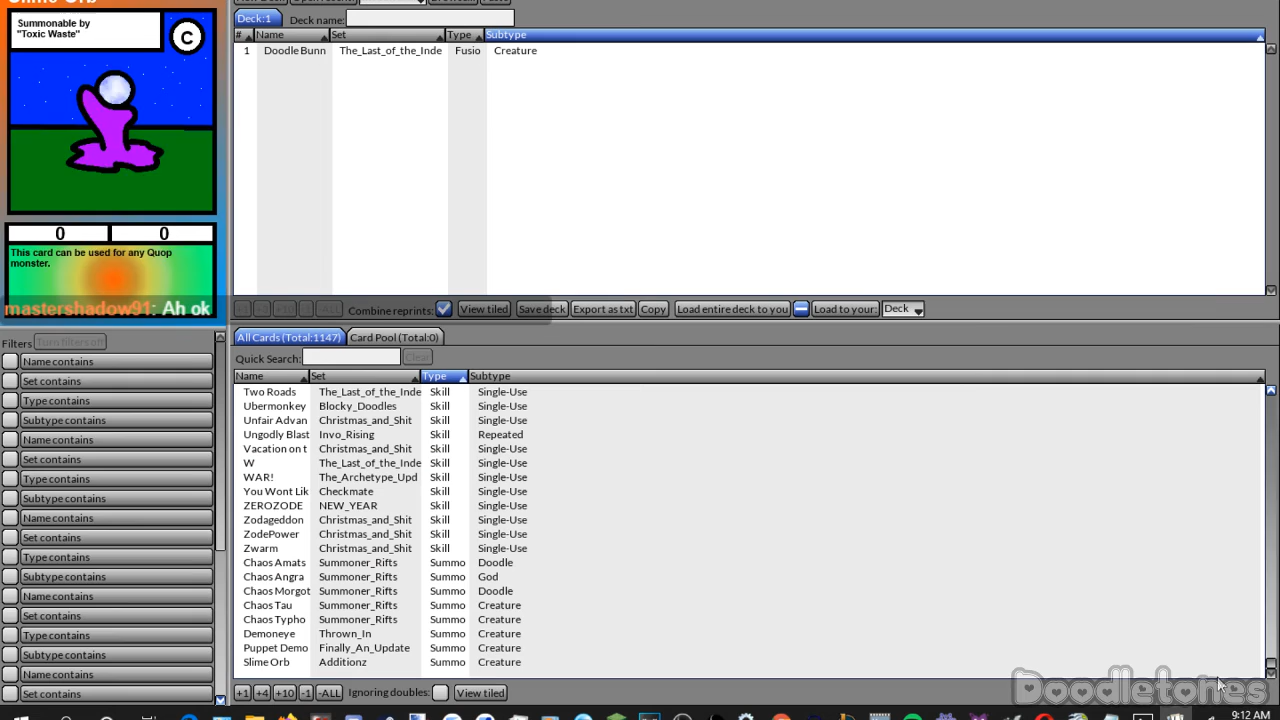 Slime Orb
Summonable by
"Toxic Waste"
C
0 0
This card can be used for any Quop
monster.
mastershadow91: Ah ok
Deck:1 Deck name:
# Name Set Type Subtype
1 Doodle Bunn The_Last_of_the_Inde Fusio Creature
+1 +10 -1 -ALL Combine reprints: View tiled Save deck Export as txt Copy Load entire deck to you Load to your: Deck
Filters Turn filters off
Name contains
Set contains
Type contains
Subtype contains
Name contains
Set contains
Type contains
Subtype contains
Name contains
Set contains
Type contains
Subtype contains
Name contains
Set contains
Type contains
Subtype contains
Name contains
Set contains
All Cards (Total:1147) Card Pool (Total:0)
Quick Search: Clear
Name Set Type Subtype
Two Roads The_Last_of_the_Inde Skill Single-Use
Ubermonkey Blocky_Doodles Skill Single-Use
Unfair Advan Christmas_and_Shit Skill Single-Use
Ungodly Blast Invo_Rising Skill Repeated
Vacation on t Christmas_and_Shit Skill Single-Use
W The_Last_of_the_Inde Skill Single-Use
WAR! The_Archetype_Upd Skill Single-Use
You Wont Lik Checkmate Skill Single-Use
ZEROZODE NEW_YEAR Skill Single-Use
Zodageddon Christmas_and_Shit Skill Single-Use
ZodePower Christmas_and_Shit Skill Single-Use
Zwarm Christmas_and_Shit Skill Single-Use
Chaos Amats Summoner_Rifts Summo Doodle
Chaos Angra Summoner_Rifts Summo God
Chaos Morgot Summoner_Rifts Summo Doodle
Chaos Tau Summoner_Rifts Summo Creature
Chaos Typho Summoner_Rifts Summo Creature
Demoneye Thrown_In Summo Creature
Puppet Demo Finally_An_Update Summo Creature
Slime Orb Additionz Summo Creature
+1 +4 +10 -1 -ALL Ignoring doubles: View tiled
9:12 AM